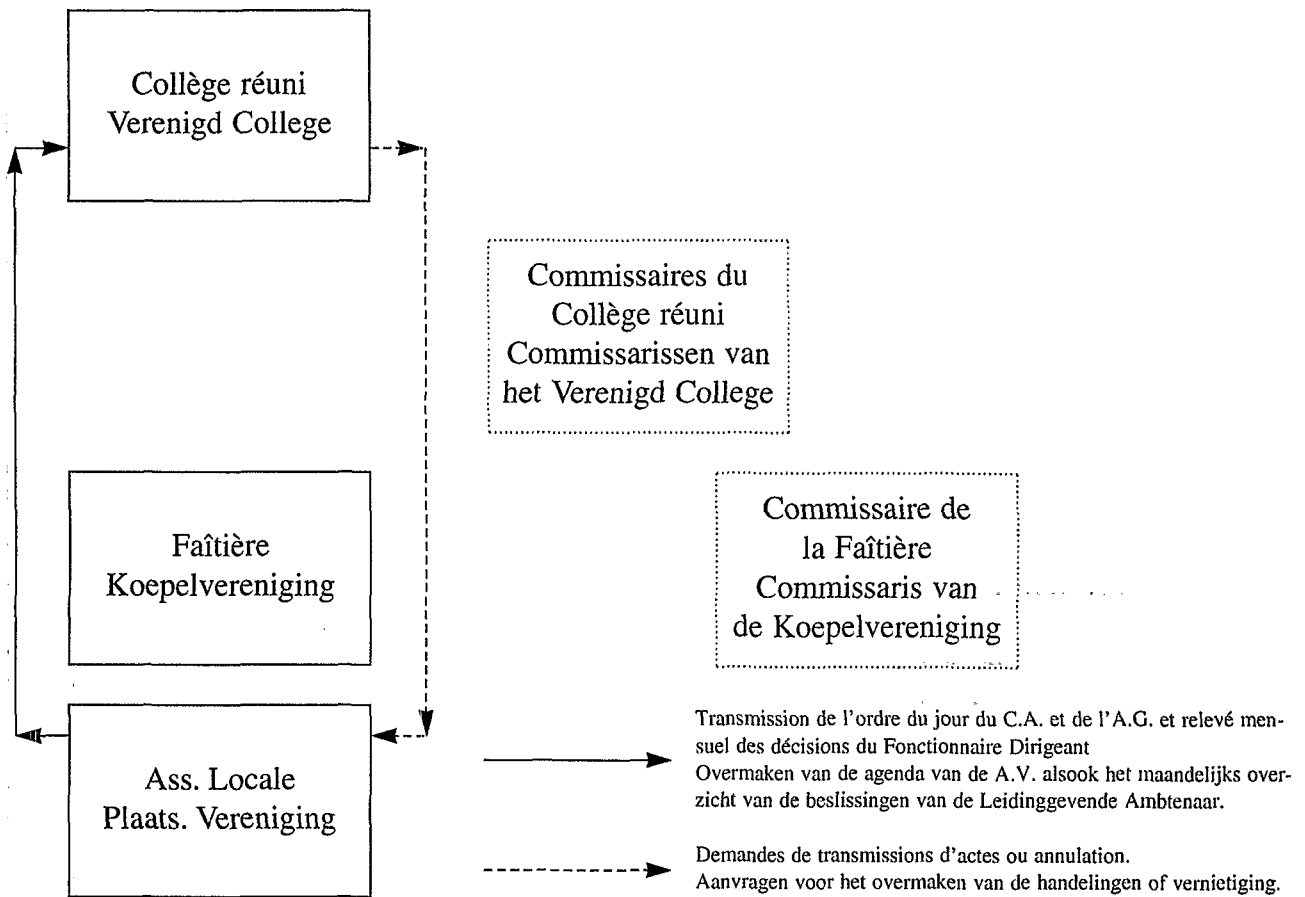 Collège réuni
Verenigd College
Commissaires du
Collège réuni
Commissarissen van
het Verenigd College
Faîtière
Koepelvereniging
Commissaire de
la Faîtière
Commissaris van
de Koepelvereniging
Ass. Locale
Plaats. Vereniging
Transmission de l'ordre du jour du C.A. et de l'A.G. et relevé men-
suel des décisions du Fonctionnaire Dirigeant
Overmaken van de agenda van de A.V. alsook het maandelijks over-
zicht van de beslissingen van de Leidinggevende Ambtenaar.
Demandes de transmissions d'actes ou annulation.
Aanvragen voor het overmaken van de handelingen of vernietiging.